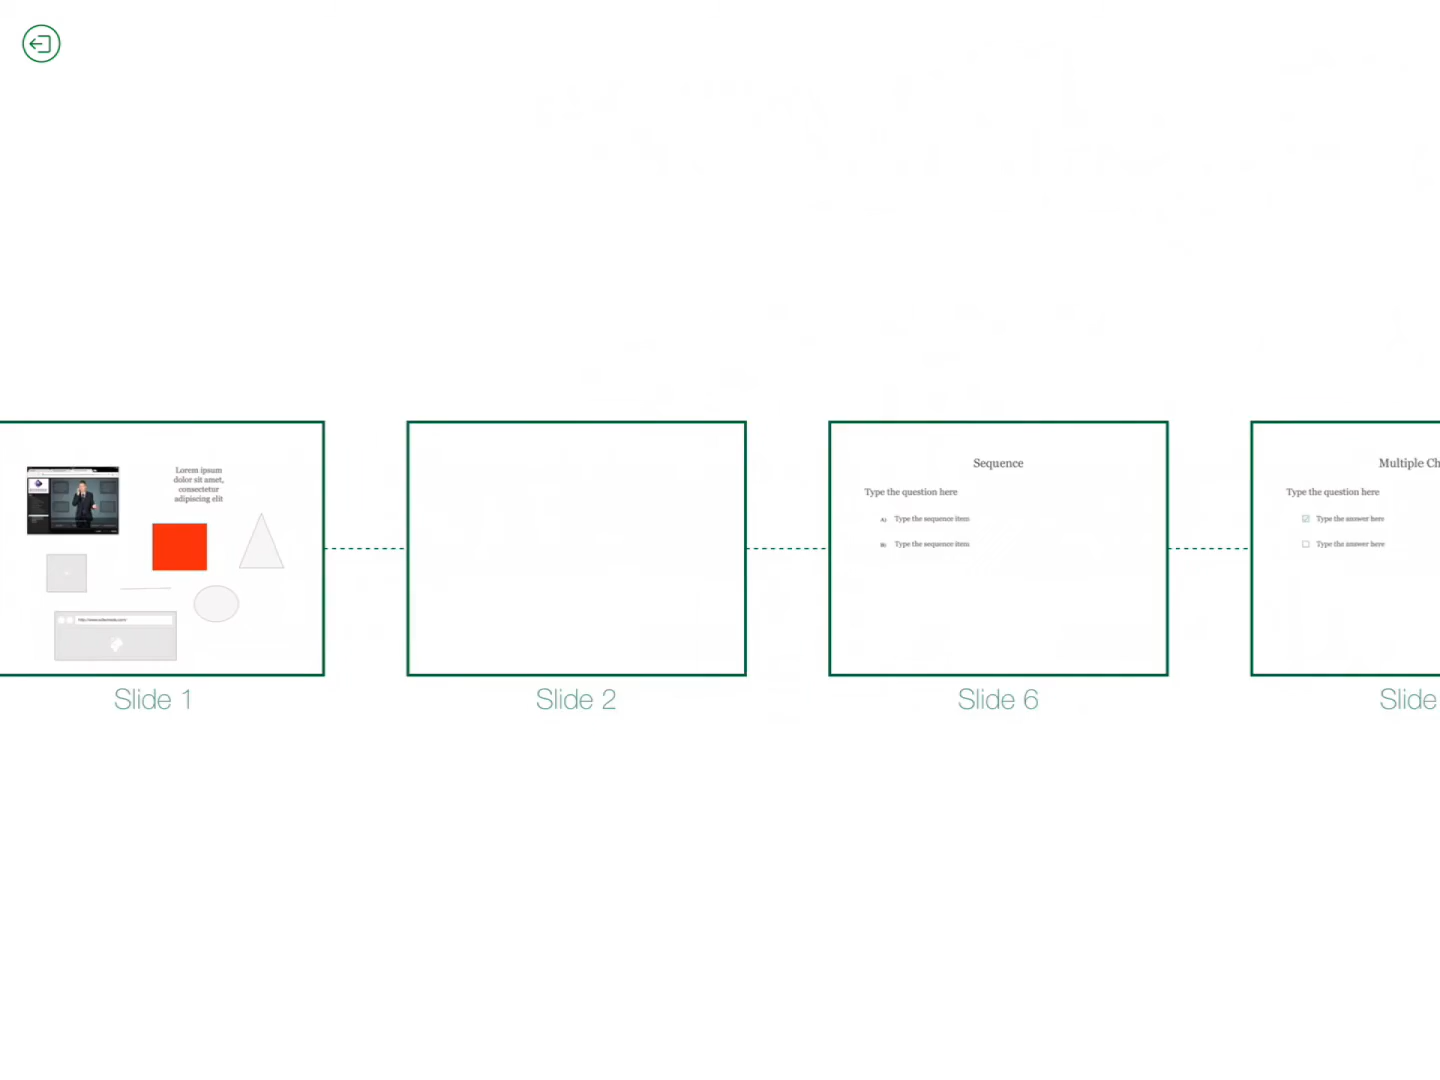 Lorem ipsum
dolor sit amet,
consectetur
adipiscing elit
Slide 1
Slide 2
Sequence
Type the question here
A) Type the sequence item
B) Type the sequence item
Slide 6
Multiple Ch
Type the question here
Type the answer here
Type the answer here
Slide